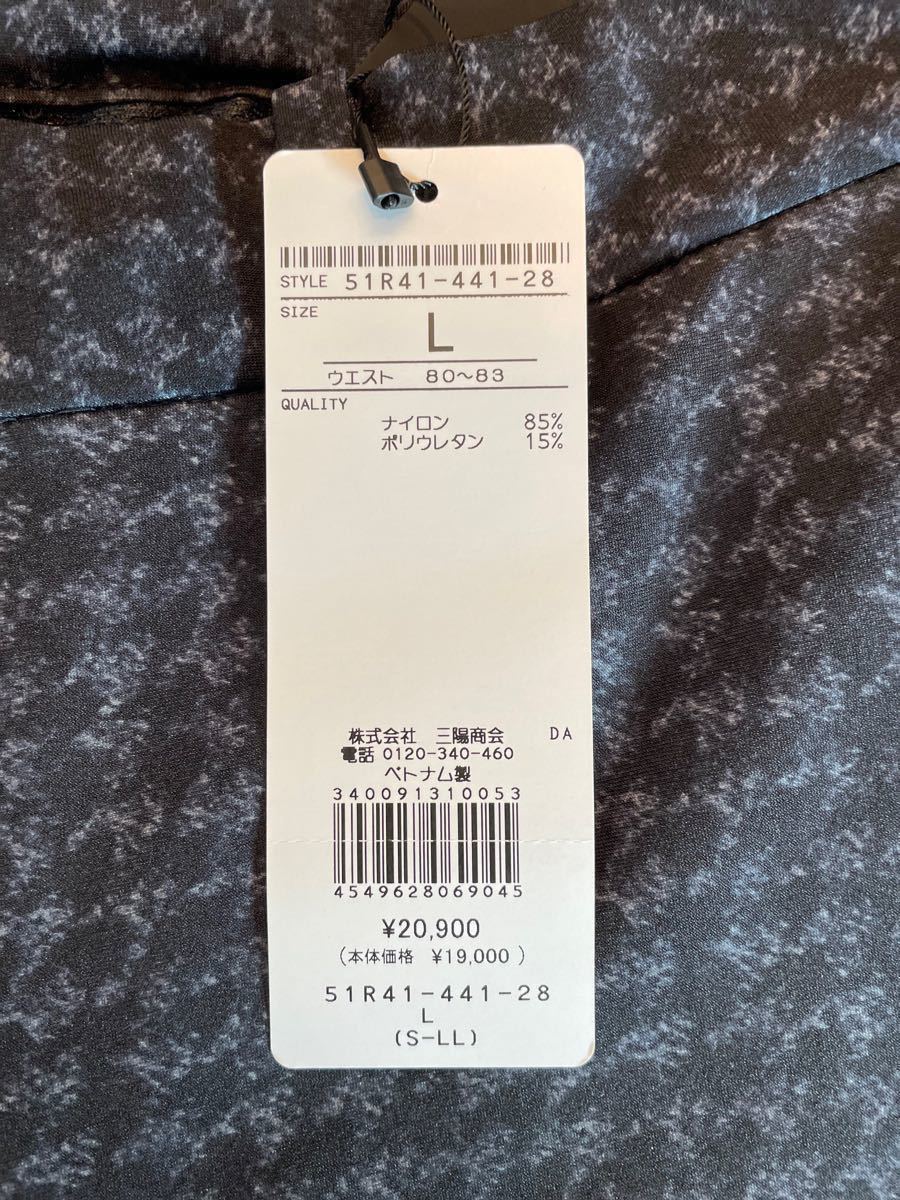 STYLE 51R41-441-28
SIZE
L
ウエスト 80~83
QUALITY
ナイロン 85%
ポリウレタン 15%
株式会社 三陽商会 DA
電話 0120-340-460
ベトナム製
340091310053
4549628069045
¥20,900
(本体価格 ¥19,000 )
51R41-441-28
L
(S-LL)